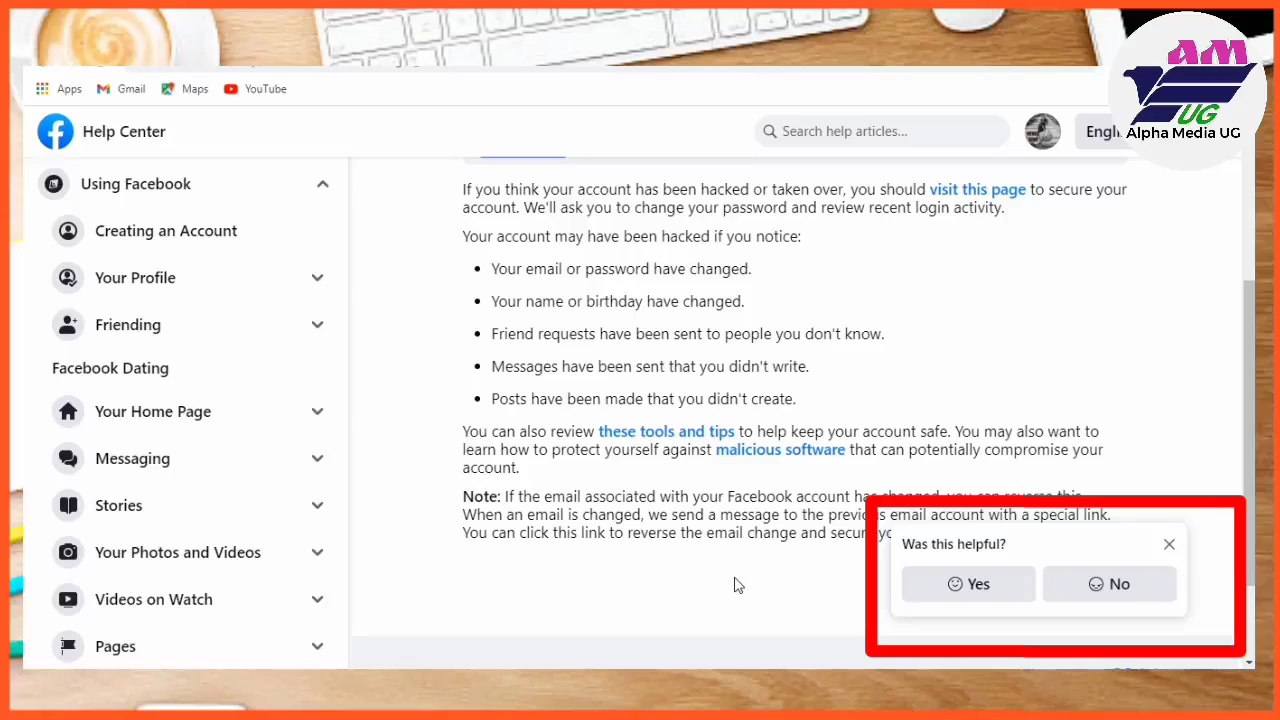 Apps
Gmail
Maps
YouTube
AM
UG
Alpha Media UG
Help Center
Search help articles...
Using Facebook
Creating an Account
Your Profile
Friending
Facebook Dating
Your Home Page
Messaging
Stories
Your Photos and Videos
Videos on Watch
Pages
If you think your account has been hacked or taken over, you should visit this page to secure your
account. We'll ask you to change your password and review recent login activity.
Your account may have been hacked if you notice:
• Your email or password have changed.
• Your name or birthday have changed.
• Friend requests have been sent to people you don't know.
• Messages have been sent that you didn't write.
• Posts have been made that you didn't create.
You can also review these tools and tips to help keep your account safe. You may also want to
learn how to protect yourself against malicious software that can potentially compromise your
account.
Note: If the email associated with your Facebook account has changed, you can reverse this.
When an email is changed, we send a message to the previous email account with a special link.
You can click this link to reverse the email change and secure
Was this helpful?
Yes
No